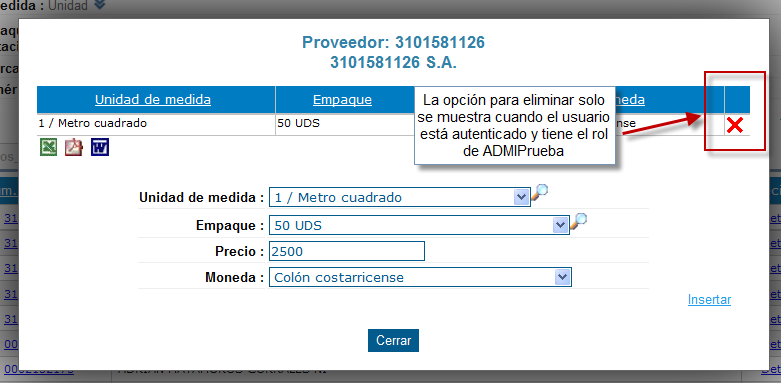 edida : Unidad
Proveedor: 3101581126
3101581126 S.A.
Unidad de medida Empaque neda
1 / Metro cuadrado 50 UDS nse
La opción para eliminar solo
se muestra cuando el usuario
está autenticado y tiene el rol
de ADMIPrueba
Unidad de medida : 1 / Metro cuadrado
Empaque : 50 UDS
Precio : 2500
Moneda : Colón costarricense
Insertar
Cerrar